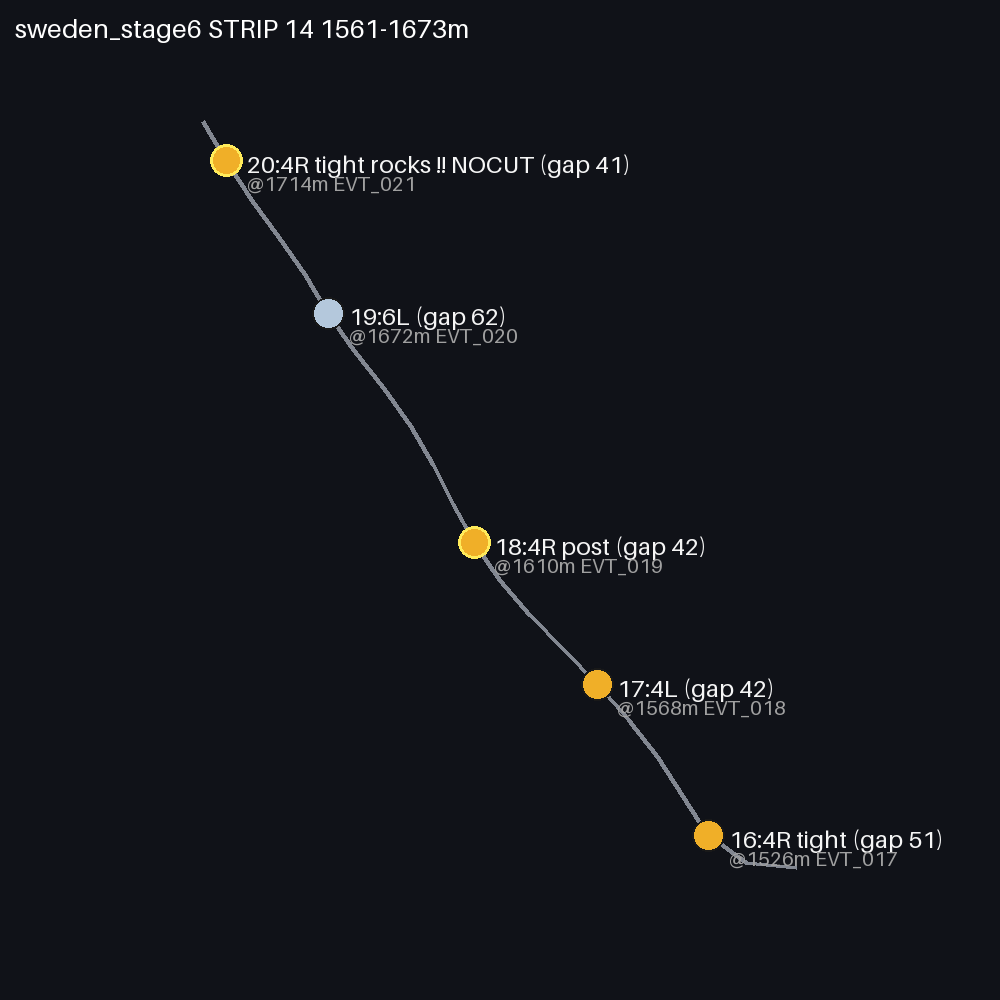 sweden_stage6 STRIP 14 1561-1673m
20:4R tight rocks !! NOCUT (gap 41)
@1714m EVT_021
19:6L (gap 62)
@1672m EVT_020
18:4R post (gap 42)
@1610m EVT_019
17:4L (gap 42)
@1568m EVT_018
16:4R tight (gap 51)
@1526m EVT_017